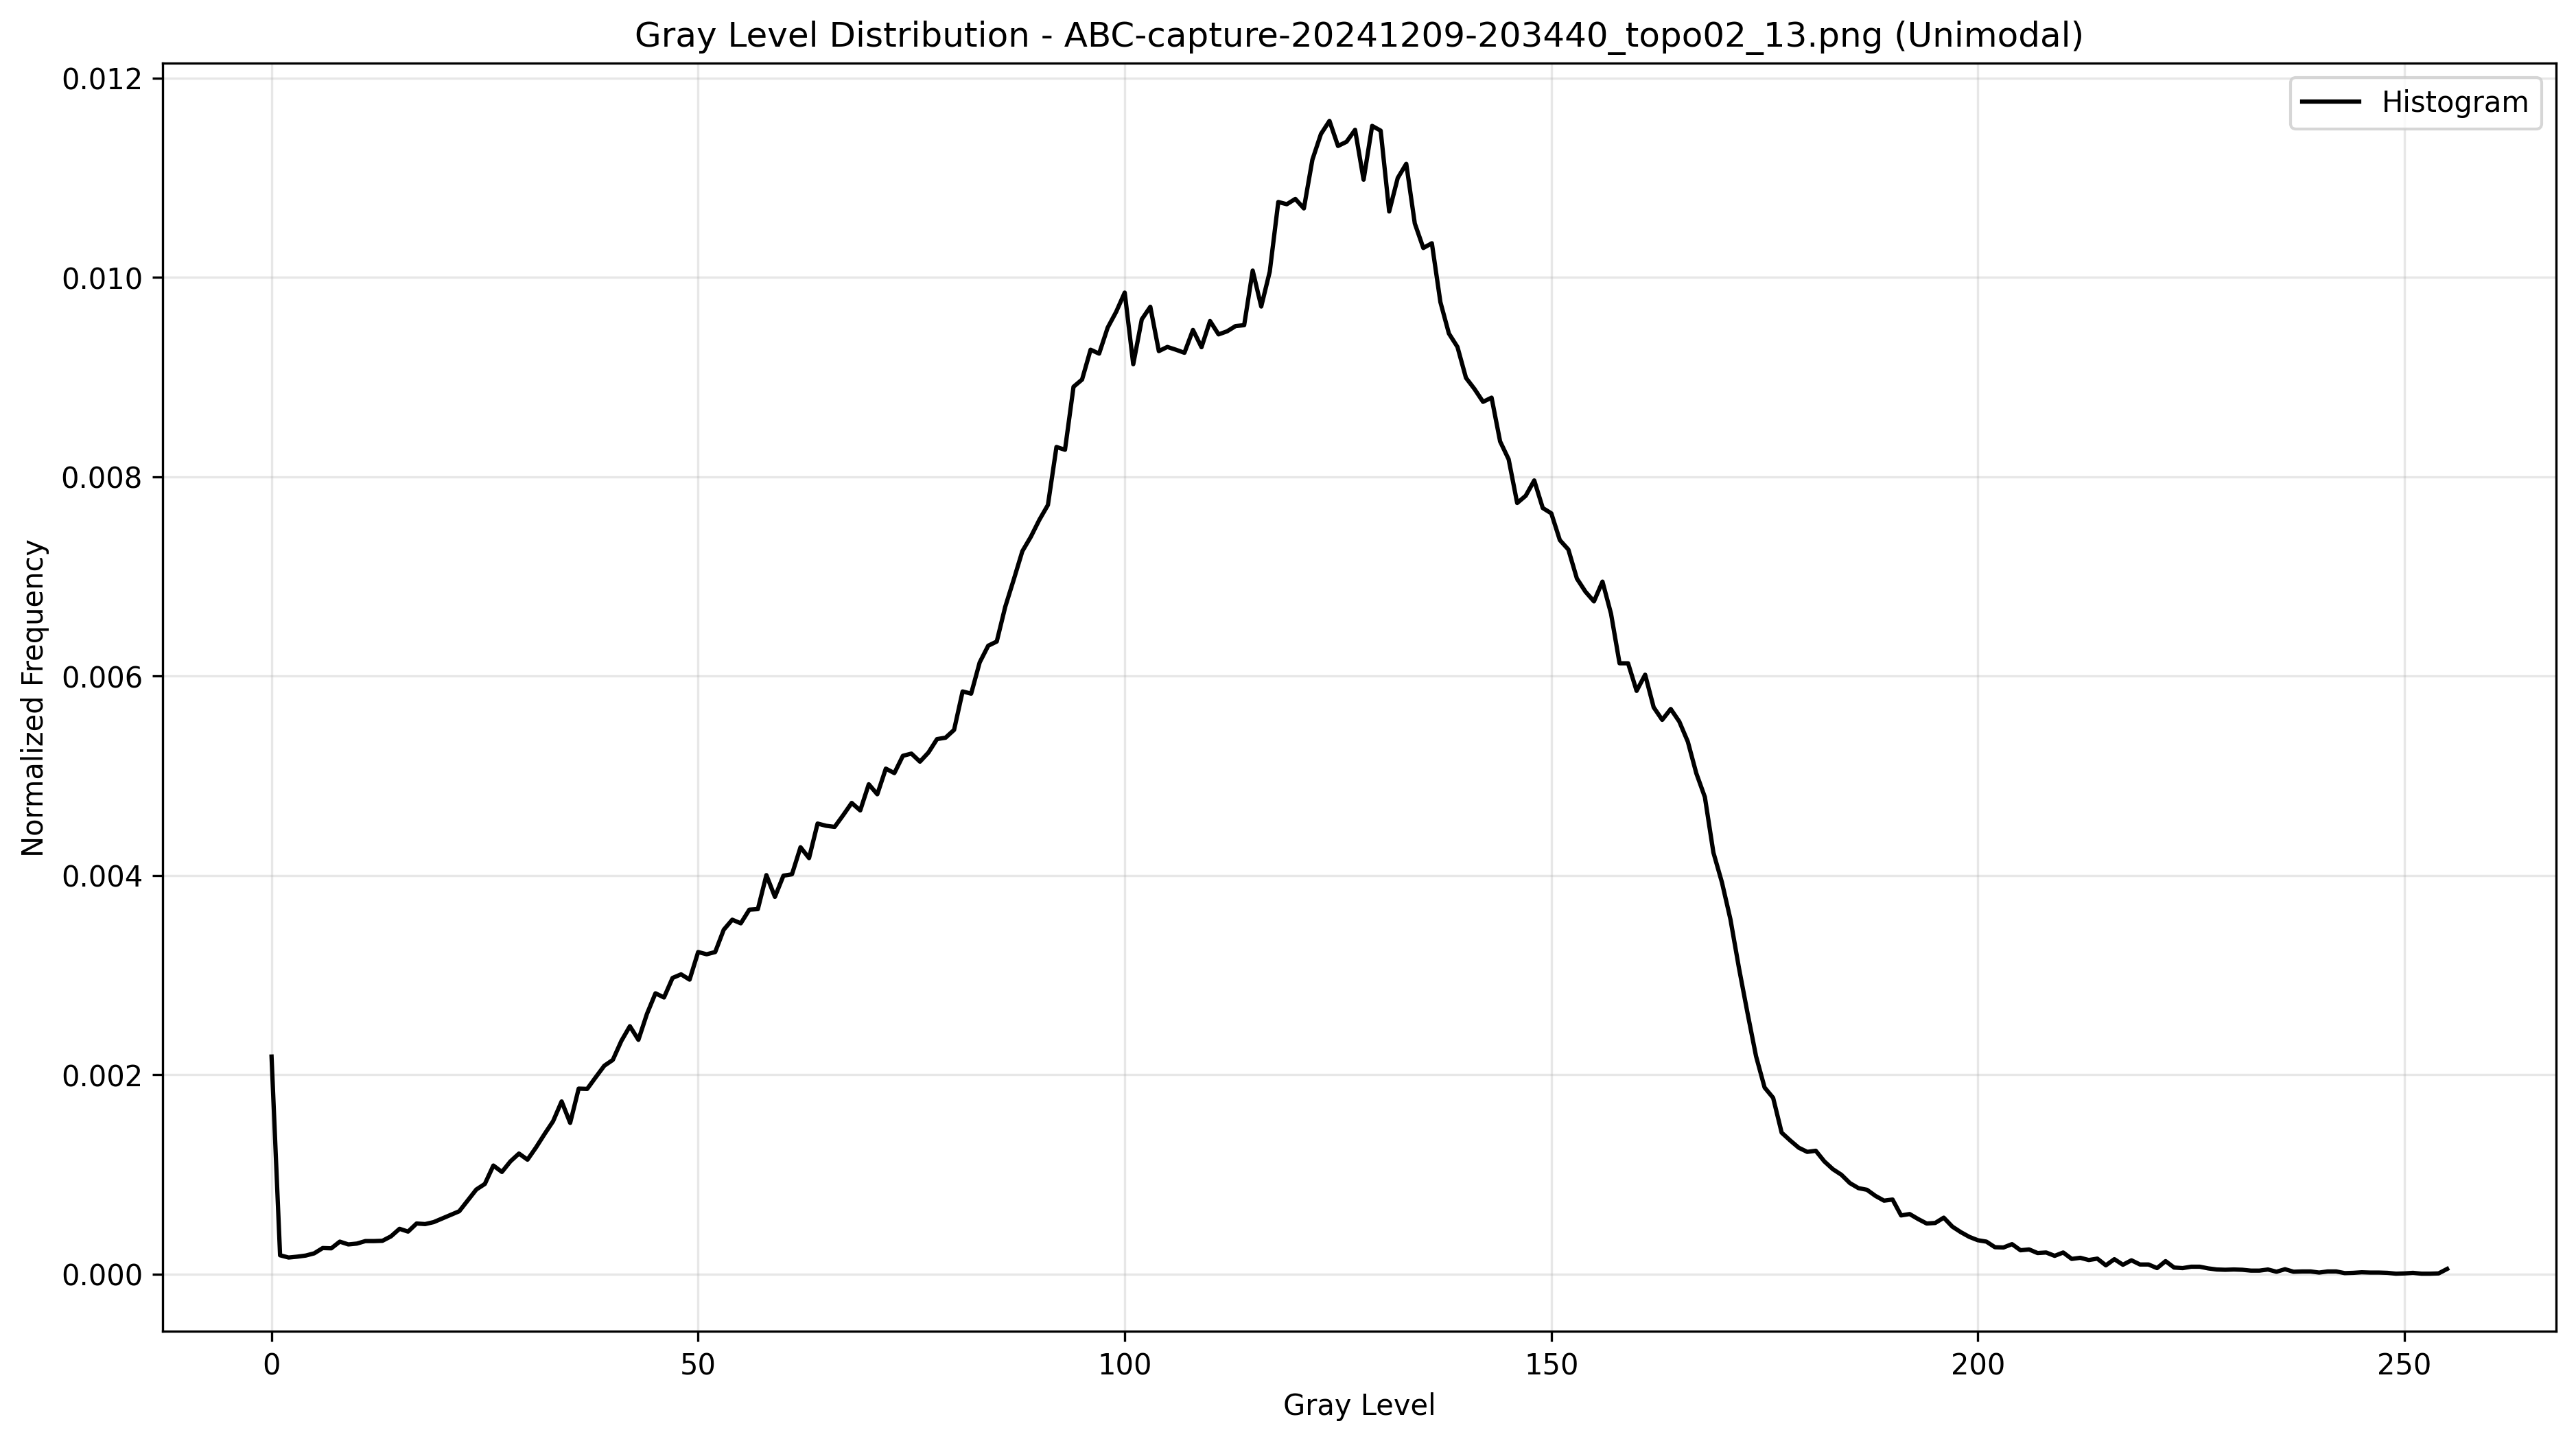 Gray Level Distribution - ABC-capture-20241209-203440_topo02_13.png (Unimodal)
Histogram
Normalized Frequency
0.012
0.010
0.008
0.006
0.004
0.002
0.000
0 50 100 150 200 250
Gray Level